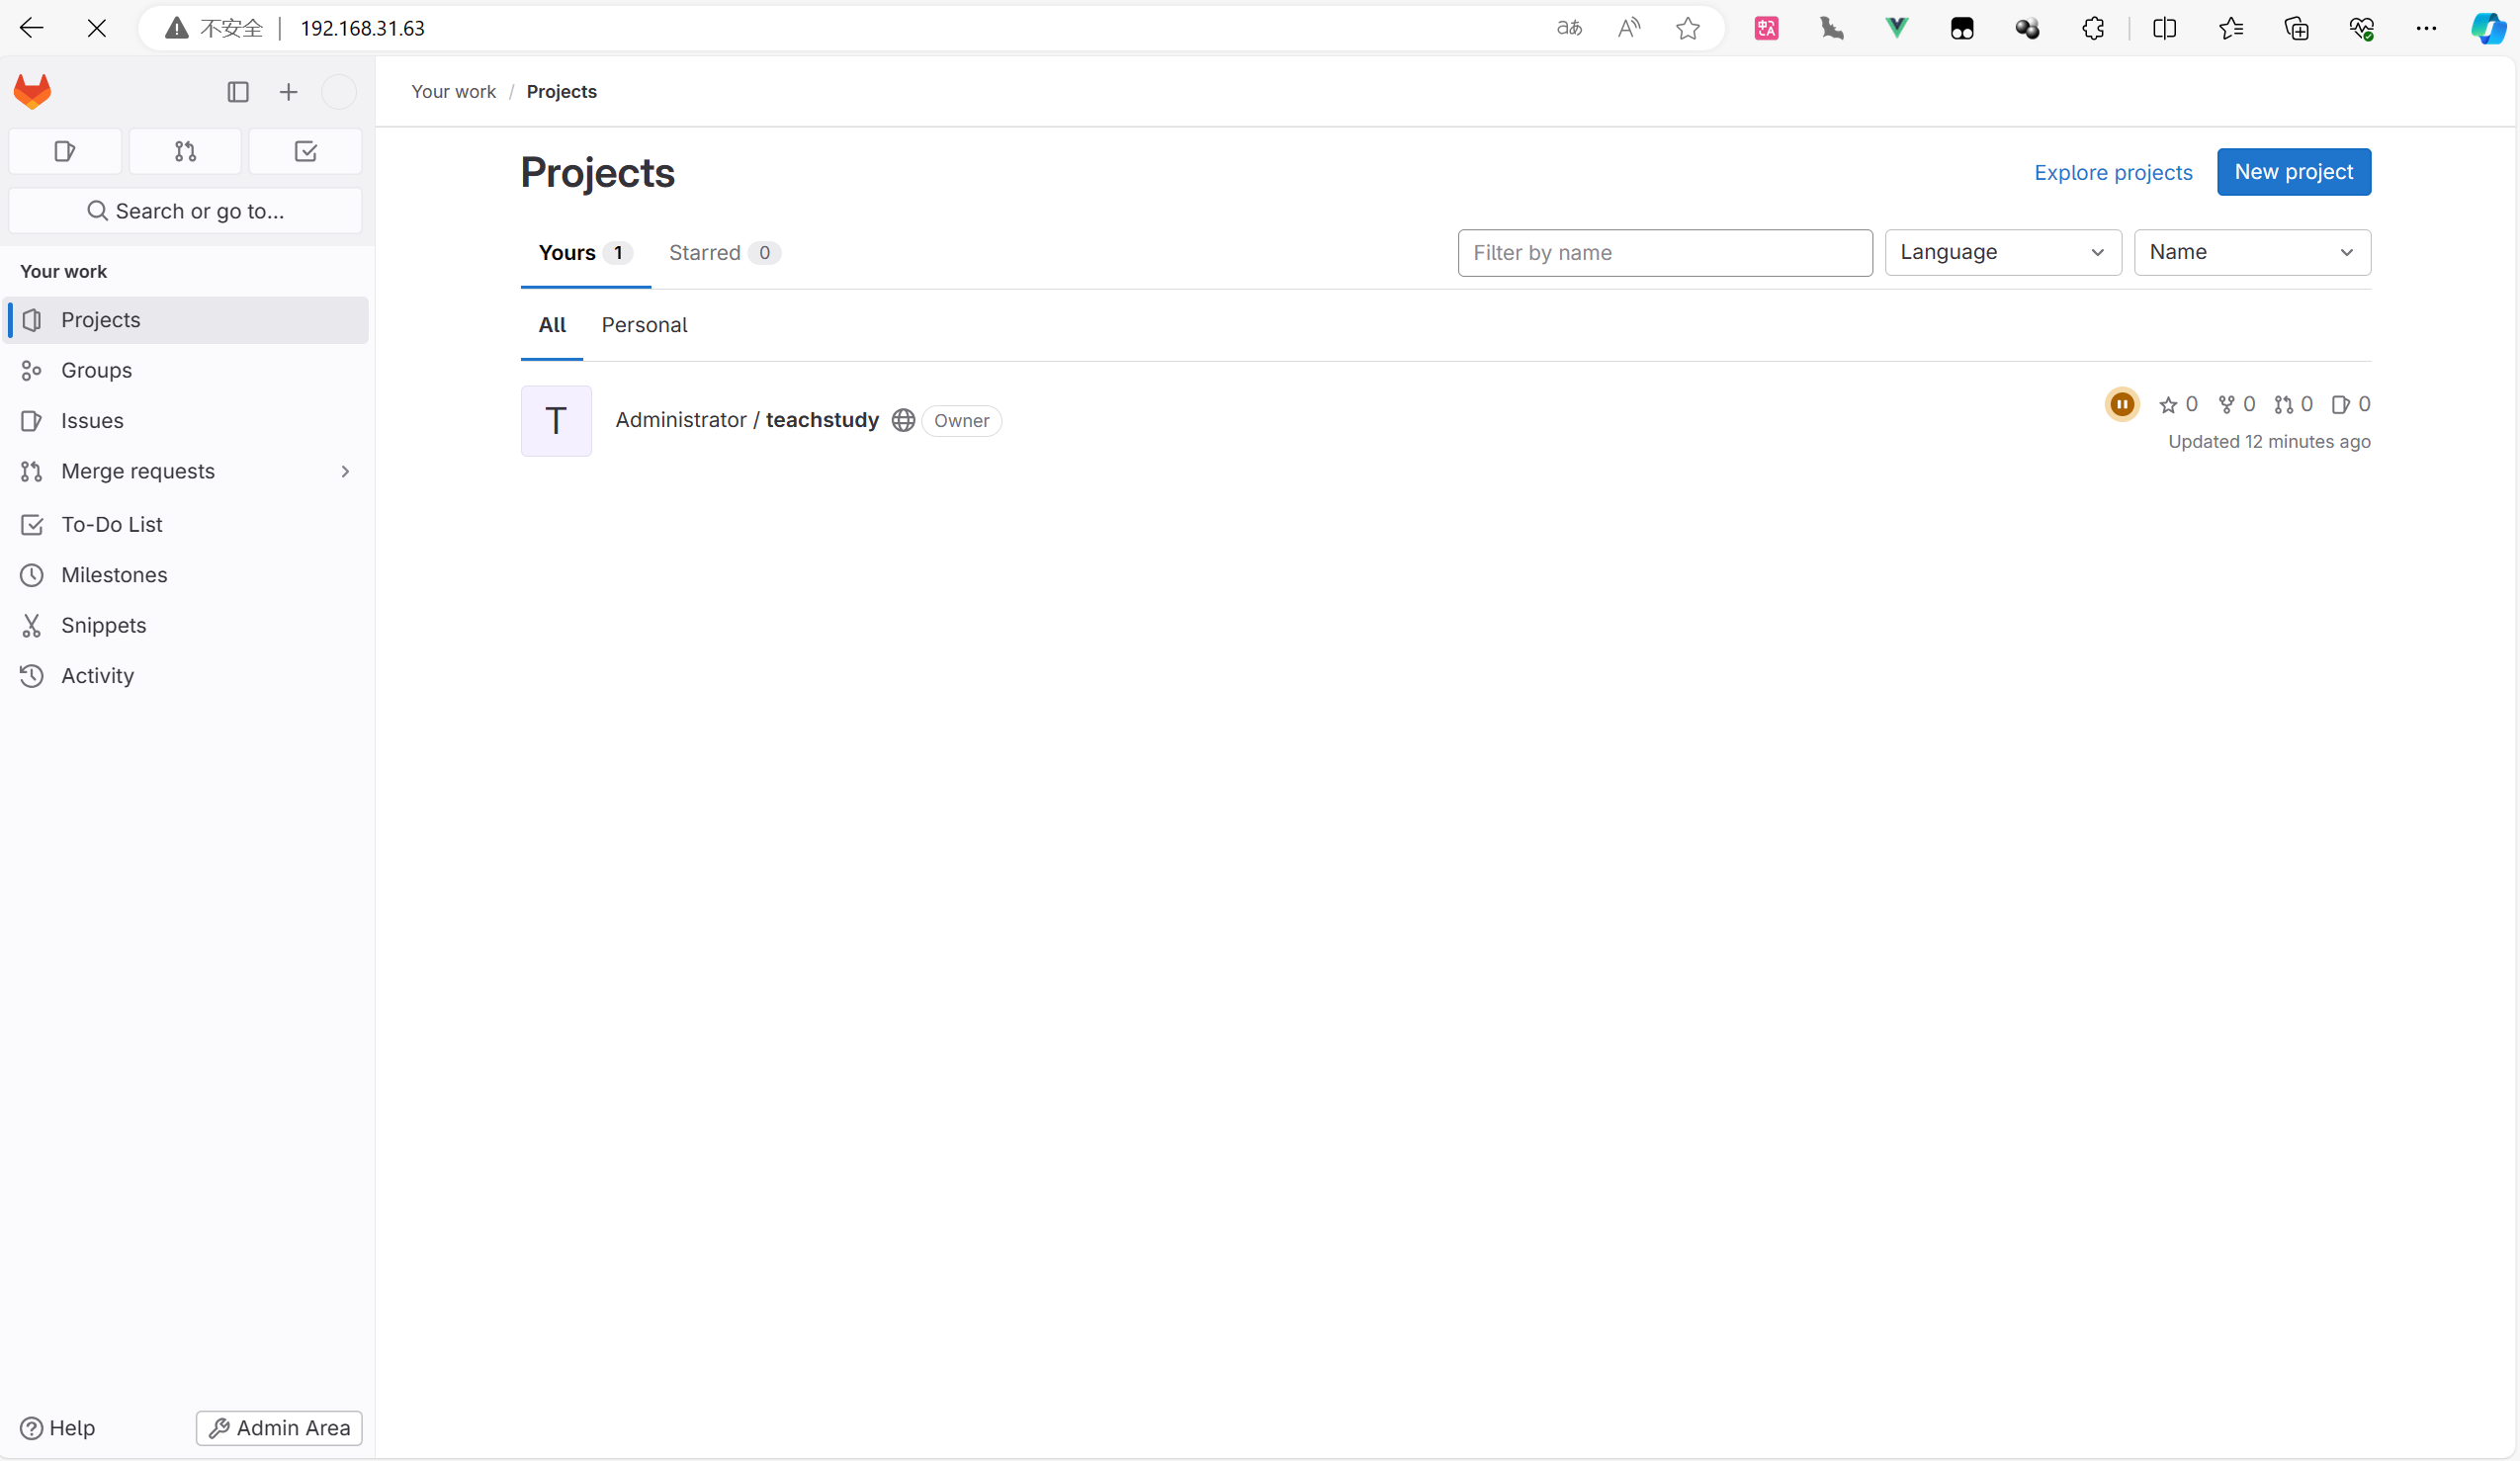 不安全 192.168.31.63
Your work / Projects
Projects
Explore projects
New project
Search or go to...
Yours 1
Starred 0
Filter by name
Language
Name
Your work
Projects
Groups
Issues
Merge requests
To-Do List
Milestones
Snippets
Activity
All
Personal
T
Administrator / teachstudy
Owner
0 0 0 0
Updated 12 minutes ago
Help
Admin Area